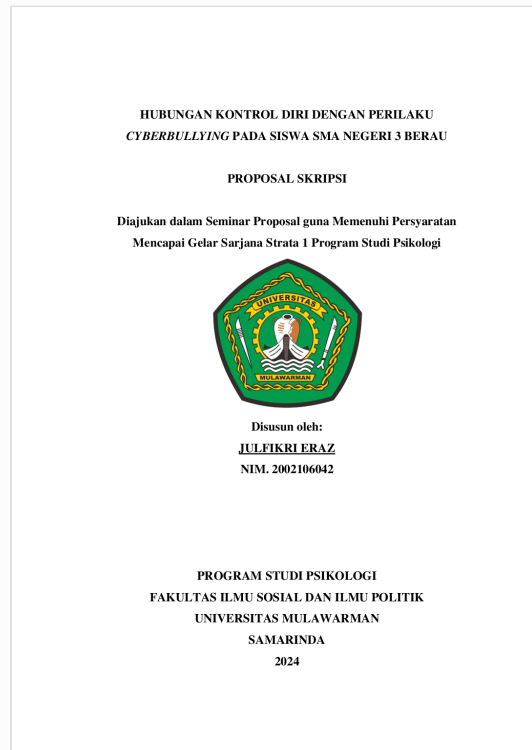 HUBUNGAN KONTROL DIRI DENGAN PERILAKU
CYBERBULLYING PADA SISWA SMA NEGERI 3 BERAU
PROPOSAL SKRIPSI
Diajukan dalam Seminar Proposal guna Memenuhi Persyaratan
Mencapai Gelar Sarjana Strata 1 Program Studi Psikologi
UNIVERSITAS
MULAWARMAN
Disusun oleh:
JULFIKRI ERAZ
NIM. 2002106042
PROGRAM STUDI PSIKOLOGI
FAKULTAS ILMU SOSIAL DAN ILMU POLITIK
UNIVERSITAS MULAWARMAN
SAMARINDA
2024